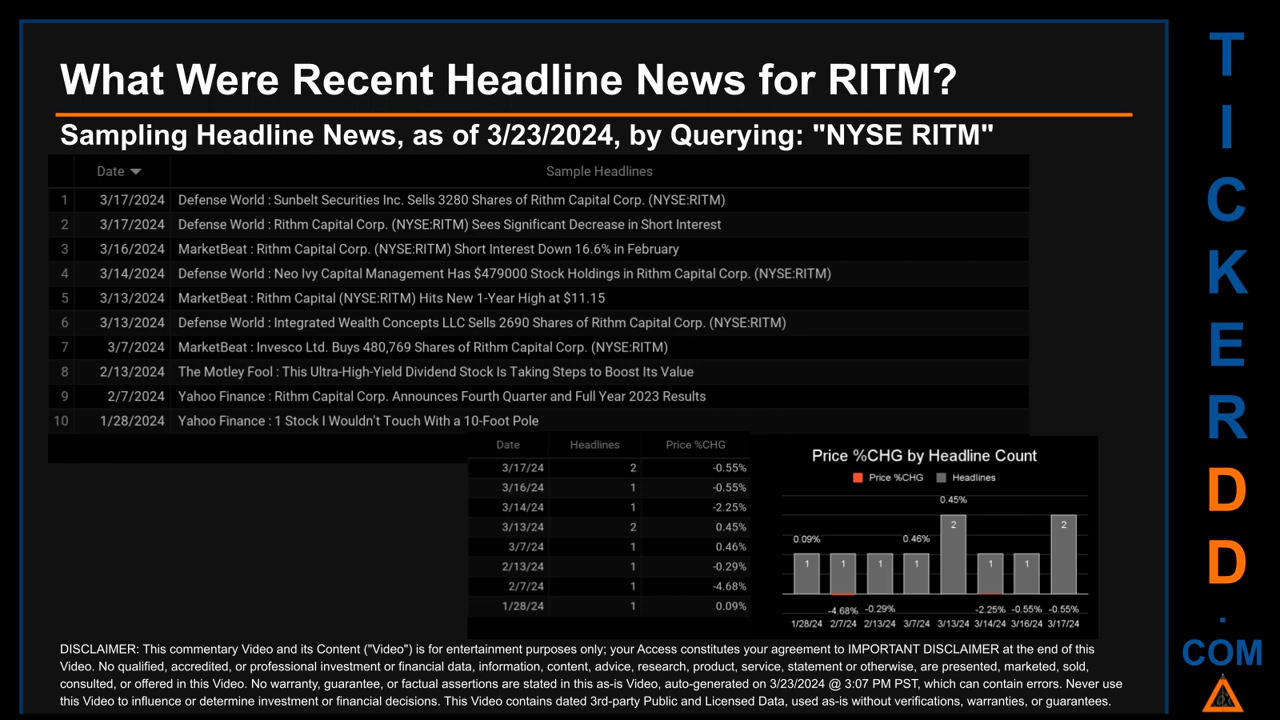 What Were Recent Headline News for RITM?
Sampling Headline News, as of 3/23/2024, by Querying: "NYSE RITM"
Date Sample Headlines
1 3/17/2024 Defense World : Sunbelt Securities Inc. Sells 3280 Shares of Rithm Capital Corp. (NYSE:RITM)
2 3/17/2024 Defense World : Rithm Capital Corp. (NYSE:RITM) Sees Significant Decrease in Short Interest
3 3/16/2024 MarketBeat : Rithm Capital Corp. (NYSE:RITM) Short Interest Down 16.6% in February
4 3/14/2024 Defense World : Neo Ivy Capital Management Has $479000 Stock Holdings in Rithm Capital Corp. (NYSE:RITM)
5 3/13/2024 MarketBeat : Rithm Capital (NYSE:RITM) Hits New 1-Year High at $11.15
6 3/13/2024 Defense World : Integrated Wealth Concepts LLC Sells 2690 Shares of Rithm Capital Corp. (NYSE:RITM)
7 3/7/2024 MarketBeat : Invesco Ltd. Buys 480,769 Shares of Rithm Capital Corp. (NYSE:RITM)
8 2/13/2024 The Motley Fool : This Ultra-High-Yield Dividend Stock Is Taking Steps to Boost Its Value
9 2/7/2024 Yahoo Finance : Rithm Capital Corp. Announces Fourth Quarter and Full Year 2023 Results
10 1/28/2024 Yahoo Finance : 1 Stock I Wouldn't Touch With a 10-Foot Pole
Date Headlines Price %CHG
3/17/24 2 -0.55%
3/16/24 1 -0.55%
3/14/24 1 -2.25%
3/13/24 2 0.45%
3/7/24 1 0.46%
2/13/24 1 -0.29%
2/7/24 1 -4.68%
1/28/24 1 0.09%
Price %CHG by Headline Count
Price %CHG Headlines
0.45%
2 2
0.09% 0.46%
1 1 1 1 1 1
-4.68% -0.29% -2.25% -0.55% -0.55%
1/28/24 2/7/24 2/13/24 3/7/24 3/13/24 3/14/24 3/16/24 3/17/24
DISCLAIMER: This commentary Video and its Content ("Video") is for entertainment purposes only; your Access constitutes your agreement to IMPORTANT DISCLAIMER at the end of this
Video. No qualified, accredited, or professional investment or financial data, information, content, advice, research, product, service, statement or otherwise, are presented, marketed, sold,
consulted, or offered in this Video. No warranty, guarantee, or factual assertions are stated in this as-is Video, auto-generated on 3/23/2024 @ 3:07 PM PST, which can contain errors. Never use
this Video to influence or determine investment or financial decisions. This Video contains dated 3rd-party Public and Licensed Data, used as-is without verifications, warranties, or guarantees.
TICKERDD.COM